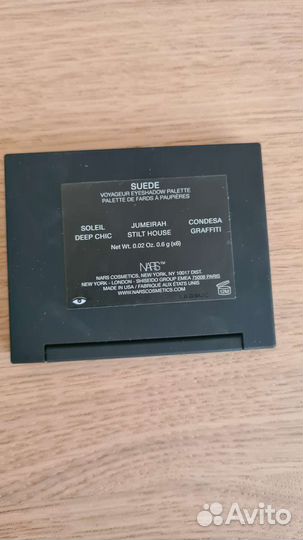 SUEDE
VOYAGEUR EYESHADOW PALETTE
PALETTE DE FARDS À PAUPIÈRES
SOLEIL JUMEIRAH CONDESA
DEEP CHIC STILT HOUSE GRAFFITI
Net Wt. 0.02 Oz. 0.6 g (x6)
NARS™
NARS COSMETICS, NEW YORK, NY 10017 DIST.
NEW YORK - LONDON - SHISEIDO GROUP EMEA 75008 PARIS
MADE IN USA / FABRIQUÉ AUX ÉTATS UNIS
WWW.NARSCOSMETICS.COM
12M
Avito